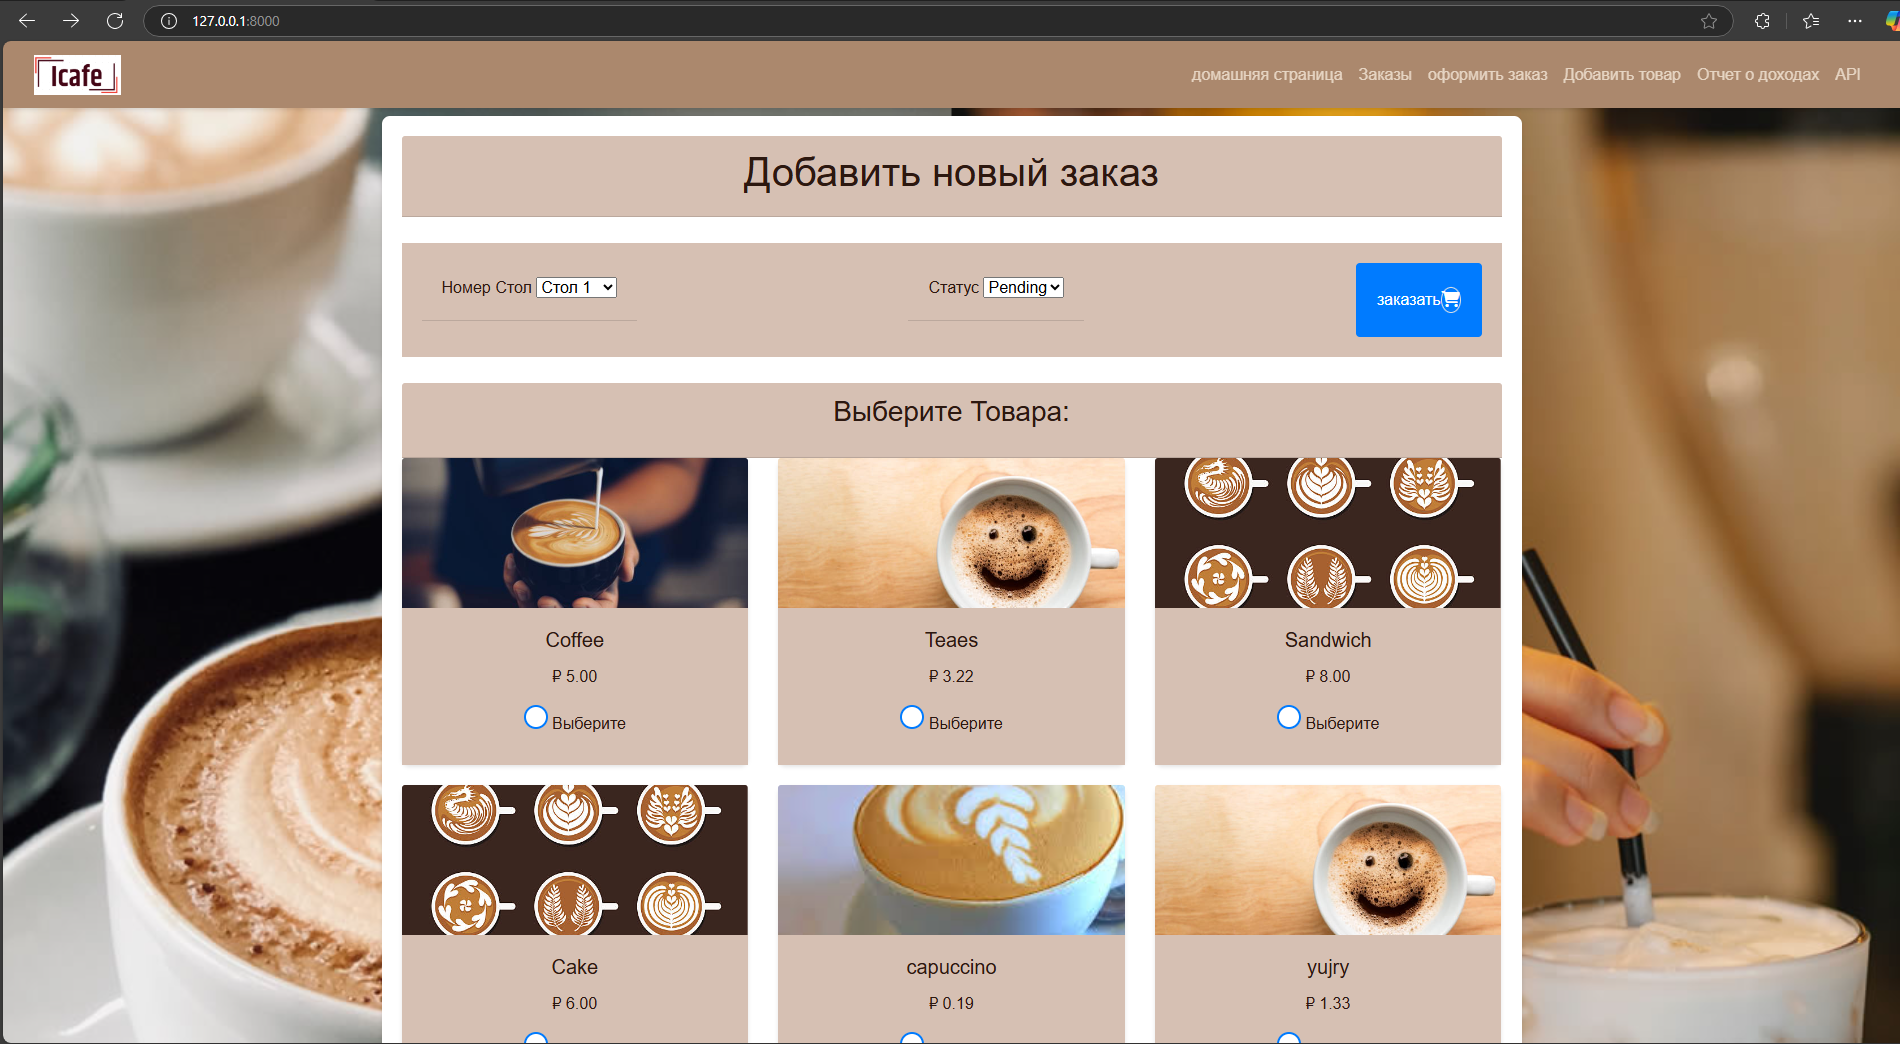 127.0.0.1:8000
Icafe
домашняя страница Заказы оформить заказ Добавить товар Отчет о доходах API
Добавить новый заказ
Номер Стол Стол 1 Статус Pending заказать
Выберите Товара:
Coffee Teaes Sandwich
₽ 5.00 ₽ 3.22 ₽ 8.00
Выберите Выберите Выберите
Cake capuccino yujry
₽ 6.00 ₽ 0.19 ₽ 1.33